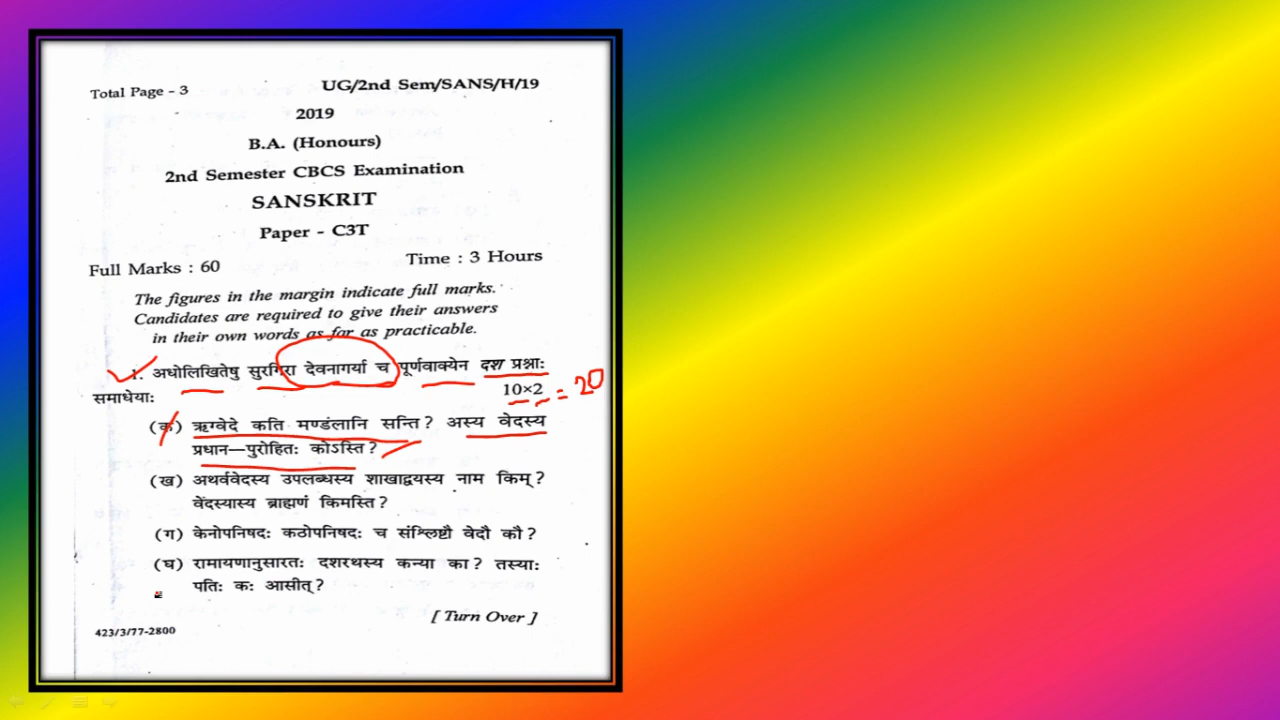 Total Page - 3 UG/2nd Sem/SANS/H/19
2019
B.A. (Honours)
2nd Semester CBCS Examination
SANSKRIT
Paper - C3T
Full Marks : 60 Time : 3 Hours
The figures in the margin indicate full marks.
Candidates are required to give their answers
in their own words as far as practicable.
1. अधोलिखितेषु सुरगिरा देवनागर्या च पूर्णवाक्येन दश प्रश्नाः
समाधेयाः 10×2 = 20
(क) ऋग्वेदे कति मण्डंलानि सन्ति? अस्य वेदस्य
प्रधान—पुरोहितः कोऽस्ति?
(ख) अथर्ववेदस्य उपलब्धस्य शाखाद्वयस्य नाम किम्?
वेंदस्यास्य ब्राह्मणं किमस्ति?
(ग) केनोपनिषदः कठोपनिषदः च संश्लिष्टौ वेदौ कौ?
(घ) रामायणानुसारतः दशरथस्य कन्या का? तस्याः
पतिः कः आसीत्?
[ Turn Over ]
423/3/77-2800